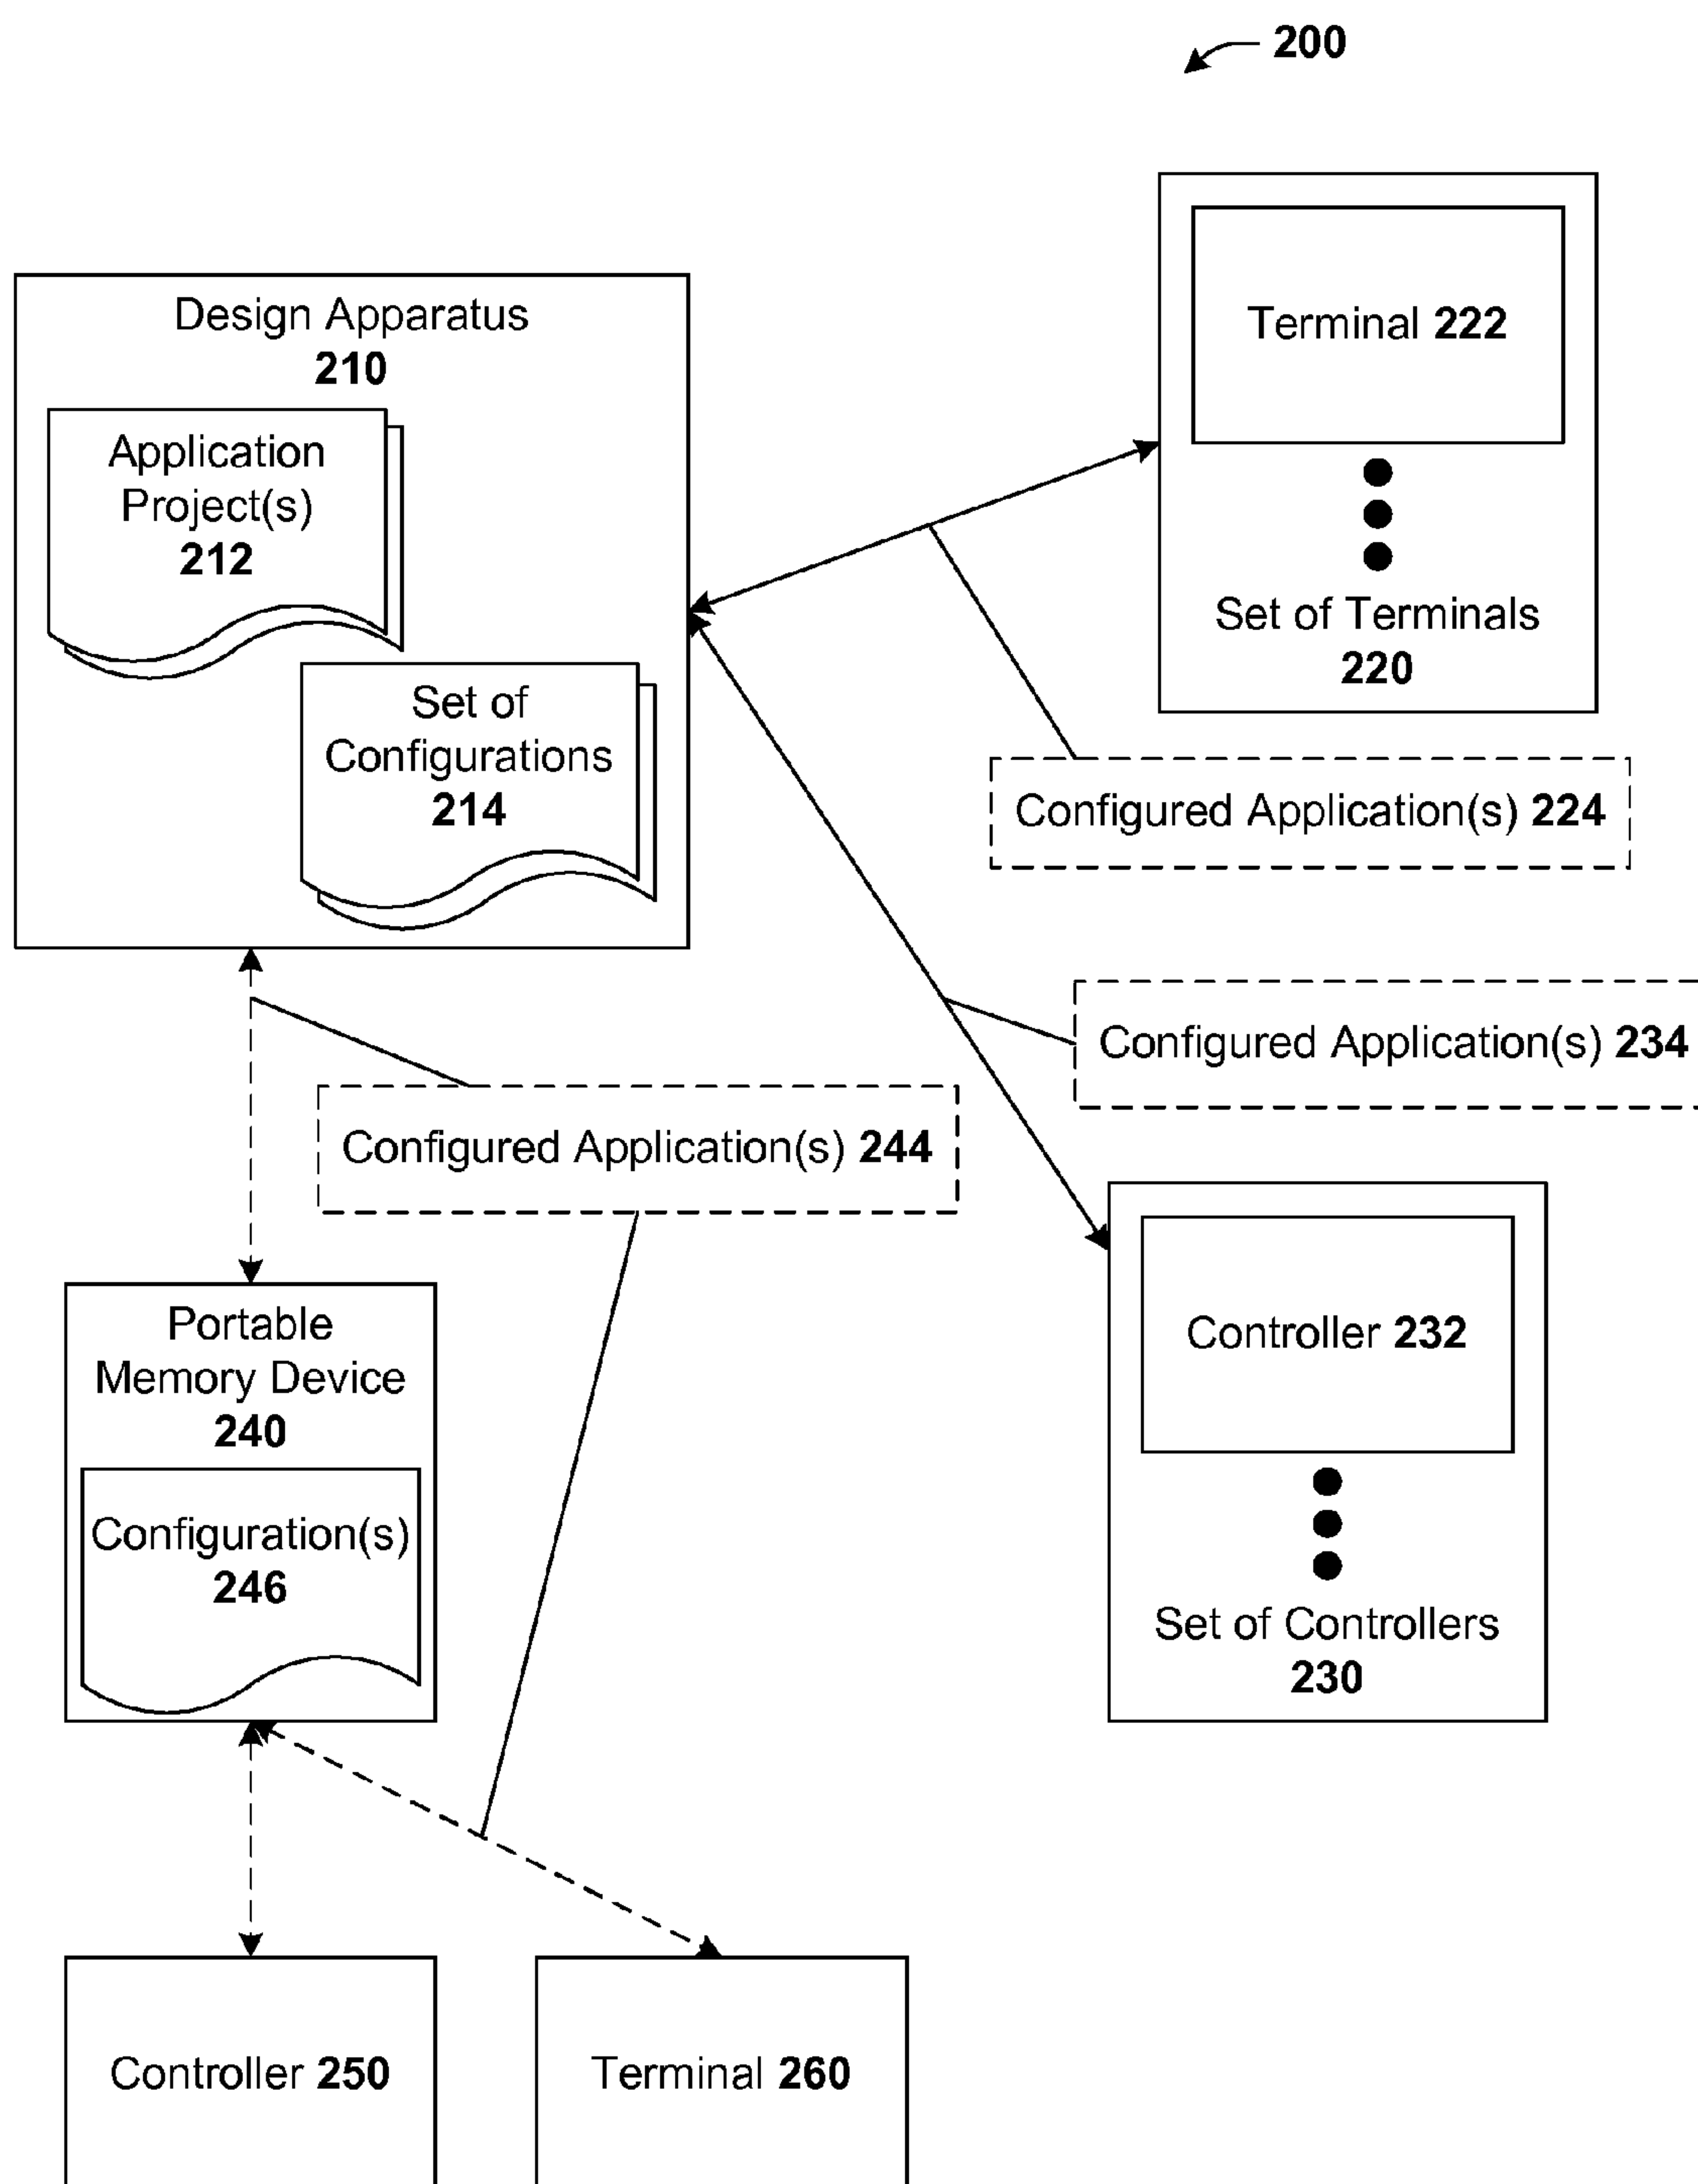 200
Design Apparatus
210
Application
Project(s)
212
Set of
Configurations
214
Terminal 222
Set of Terminals
220
Configured Application(s) 224
Configured Application(s) 234
Configured Application(s) 244
Portable
Memory Device
240
Configuration(s)
246
Controller 232
Set of Controllers
230
Controller 250
Terminal 260